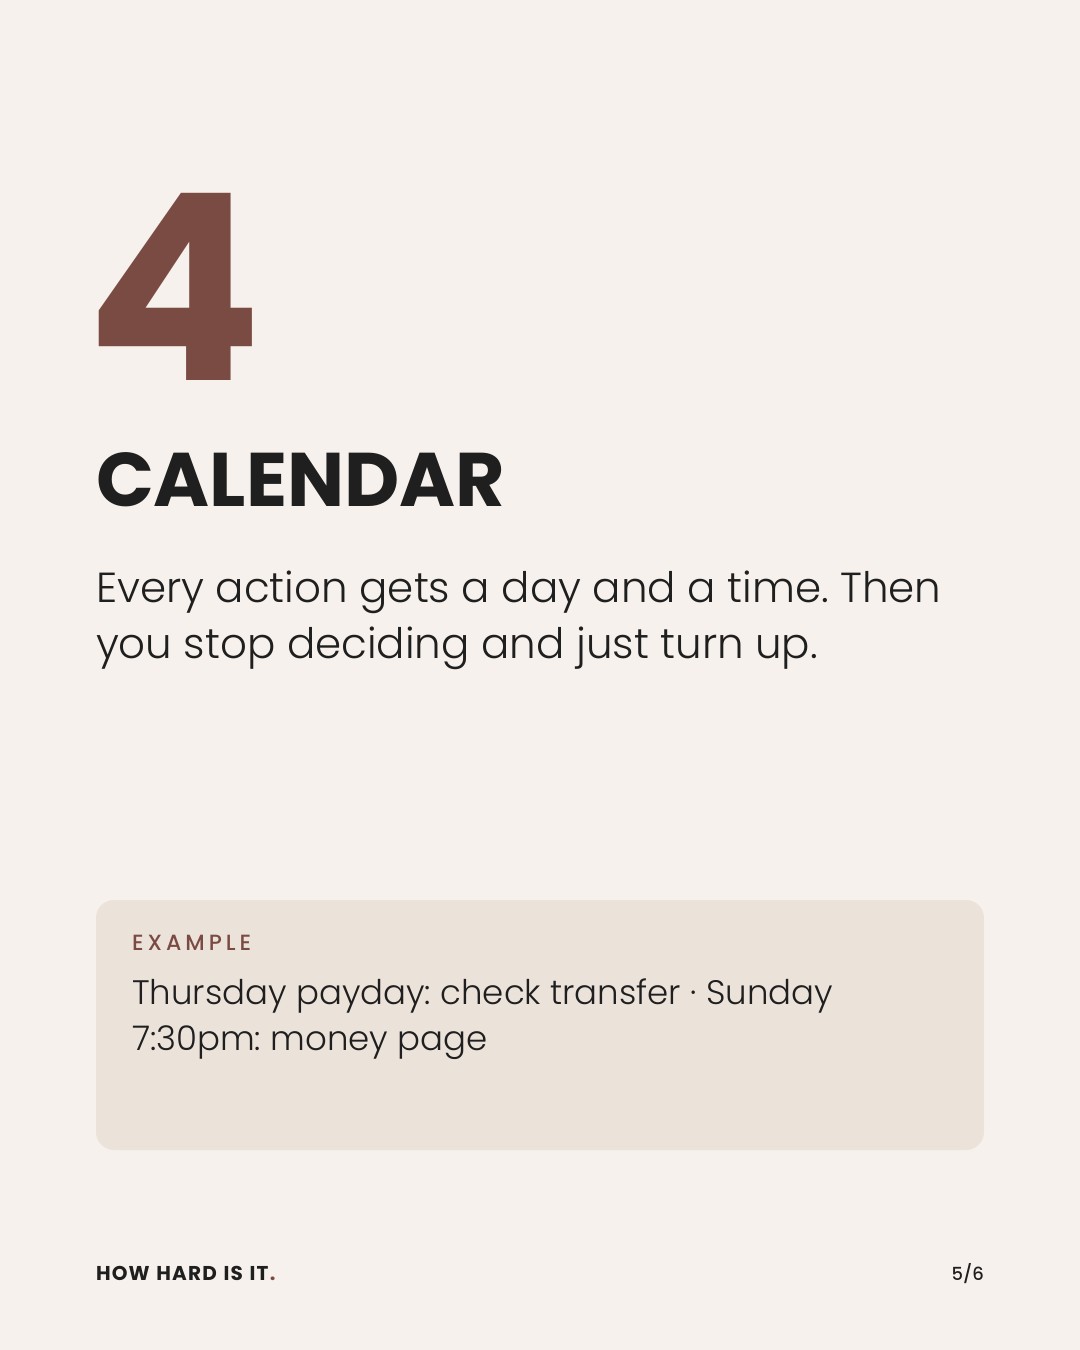 4
CALENDAR
Every action gets a day and a time. Then
you stop deciding and just turn up.
EXAMPLE
Thursday payday: check transfer · Sunday
7:30pm: money page
HOW HARD IS IT.
5/6